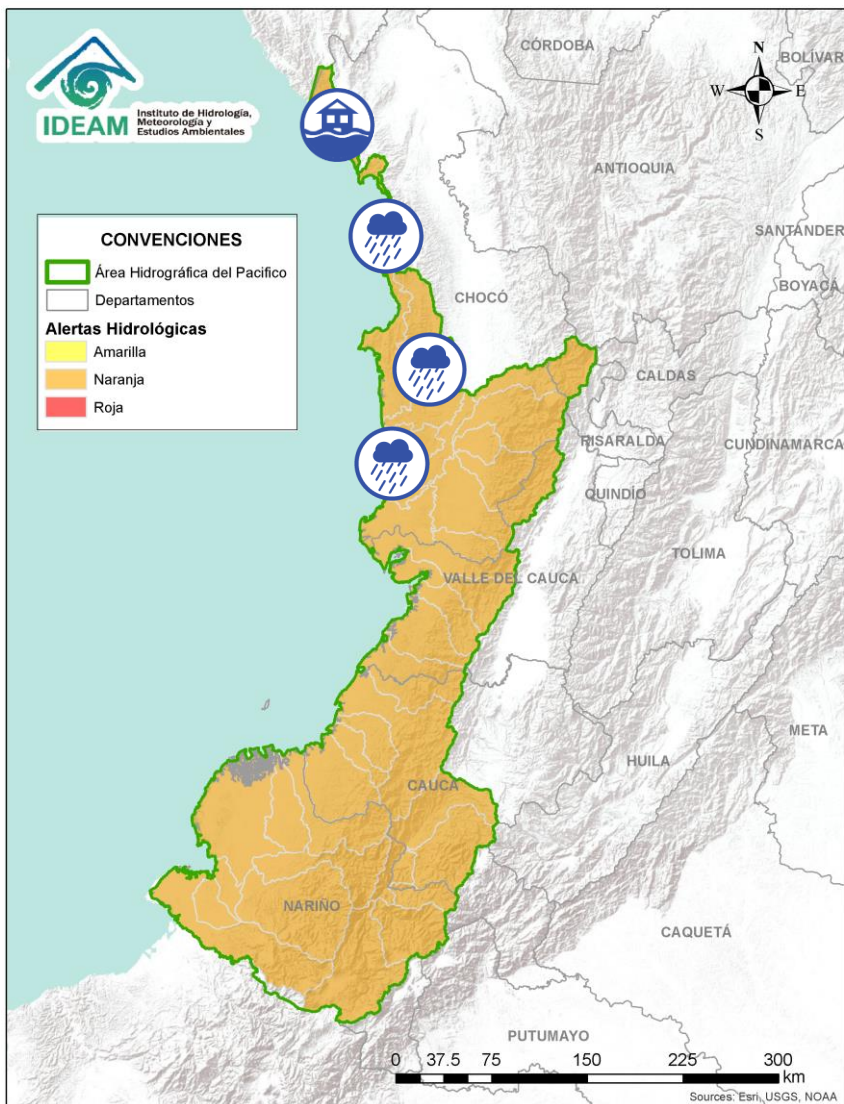 IDEAM
Instituto de Hidrología,
Meteorología y
Estudios Ambientales
CÓRDOBA
BOLÍVAR
N
W
E
S
ANTIOQUIA
SANTANDER
BOYACÁ
CONVENCIONES
Área Hidrográfica del Pacifico
Departamentos
Alertas Hidrológicas
Amarilla
Naranja
Roja
CHOCÓ
CALDAS
RISARALDA
CUNDINAMARCA
QUINDÍO
TOLIMA
VALLE DEL CAUCA
META
HUILA
CAUCA
NARIÑO
CAQUETÁ
PUTUMAYO
0 37.5 75 150 225 300
km
Sources: Esri, USGS, NOAA